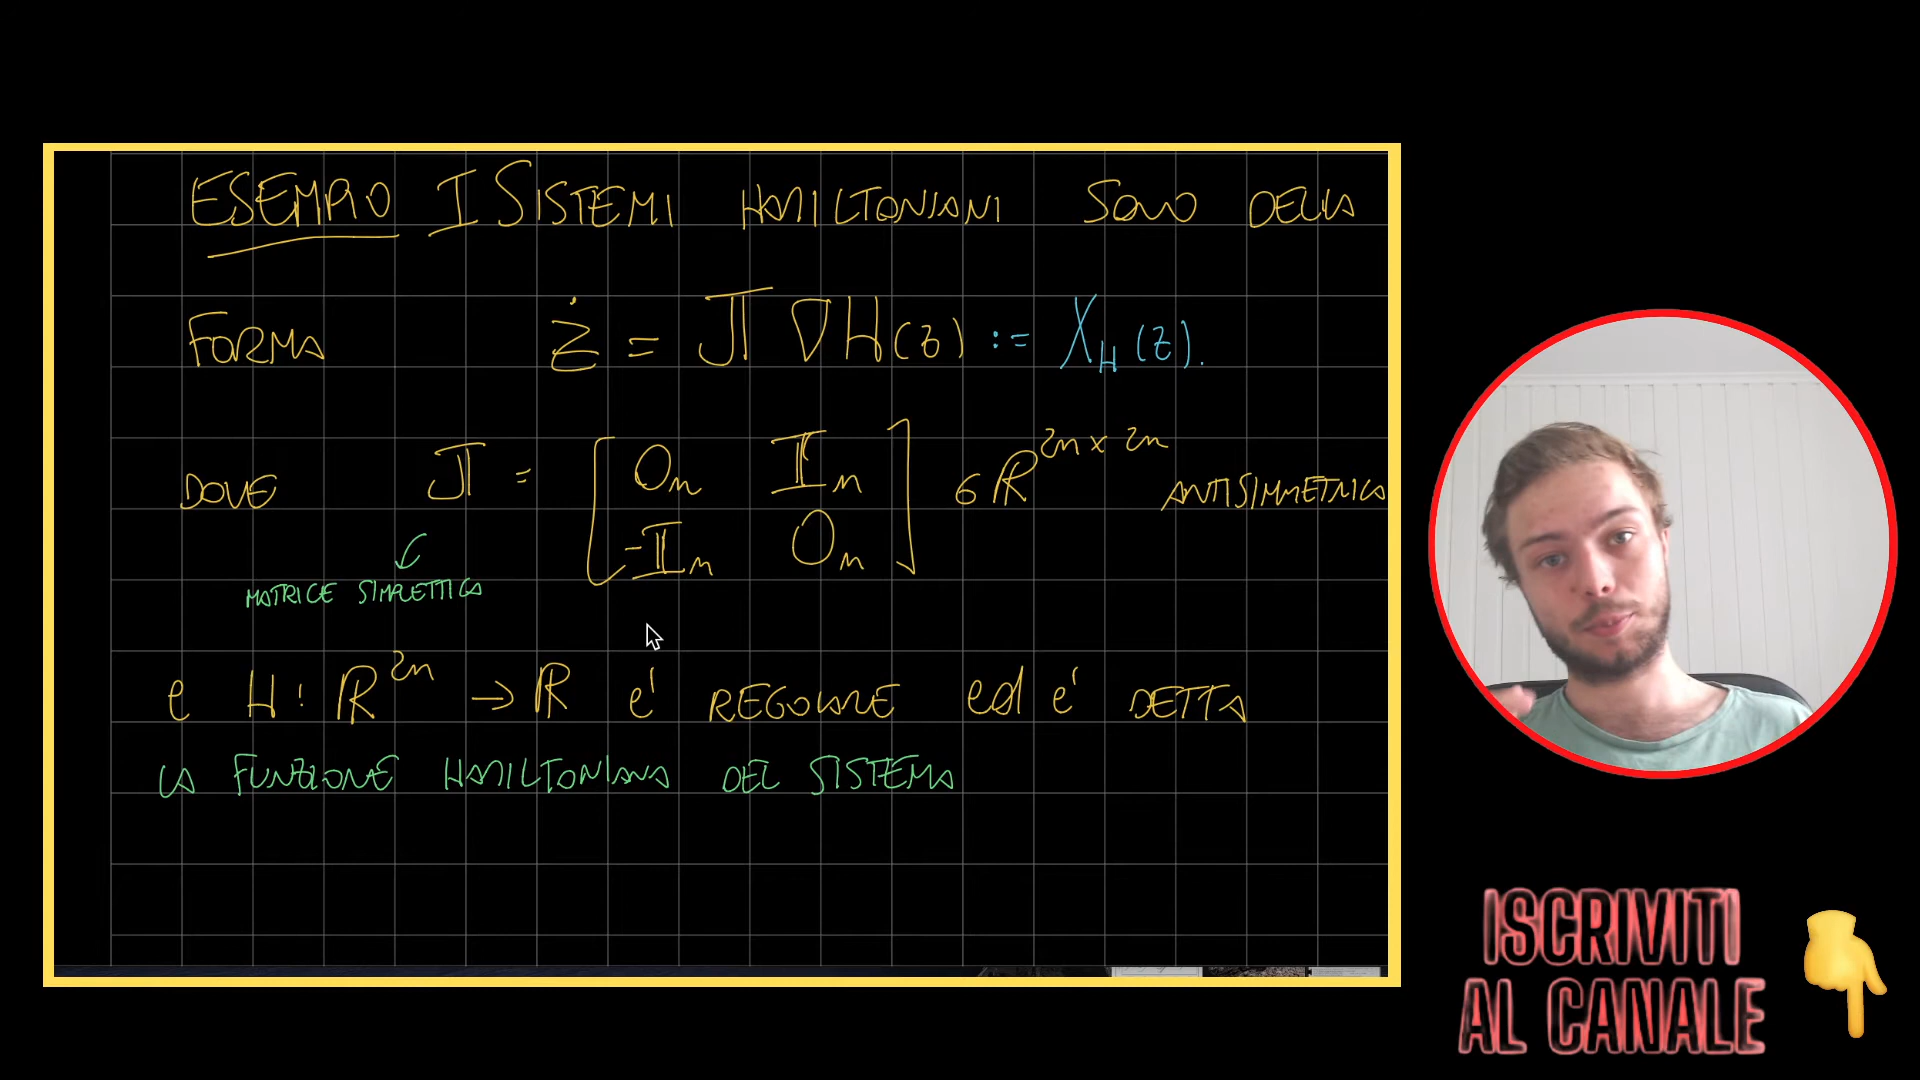 ESEMPIO I SISTEMI HAMILTONIANI SONO DELLA
FORMA ż = 𝕁 ∇H(z) := X_H(z).
DOVE 𝕁 = [ 0_n 𝕀_n ; -𝕀_n 0_n ] ∈ ℝ^{2n×2n} ANTISIMMETRICA
MATRICE SIMPLETTICA
e H: ℝ^{2n} → ℝ e' REGOLARE ed e' DETTA
LA FUNZIONE HAMILTONIANA DEL SISTEMA
ISCRIVITI
AL CANALE